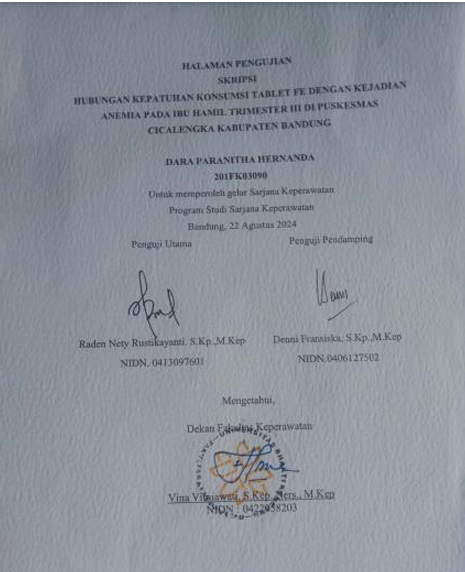 HALAMAN PENGUJIAN
SKRIPSI
HUBUNGAN KEPATUHAN KONSUMSI TABLET FE DENGAN KEJADIAN
ANEMIA PADA IBU HAMIL TRIMESTER III DI PUSKESMAS
CICALENGKA KABUPATEN BANDUNG
DARA PARANITHA HERNANDA
201FK03090
Untuk memperoleh gelar Sarjana Keperawatan
Program Studi Sarjana Keperawatan
Bandung, 22 Agustus 2024
Penguji Utama Penguji Pendamping
Raden Nety Rustikayanti, S.Kp.,M.Kep Denni Fransiska, S.Kp.,M.Kep
NIDN. 0413097601 NIDN.0406127502
Mengetahui,
Dekan Fakultas Keperawatan
Vina Vitniawati, S.Kep.,Ners., M.Kep
NIDN : 0422058203